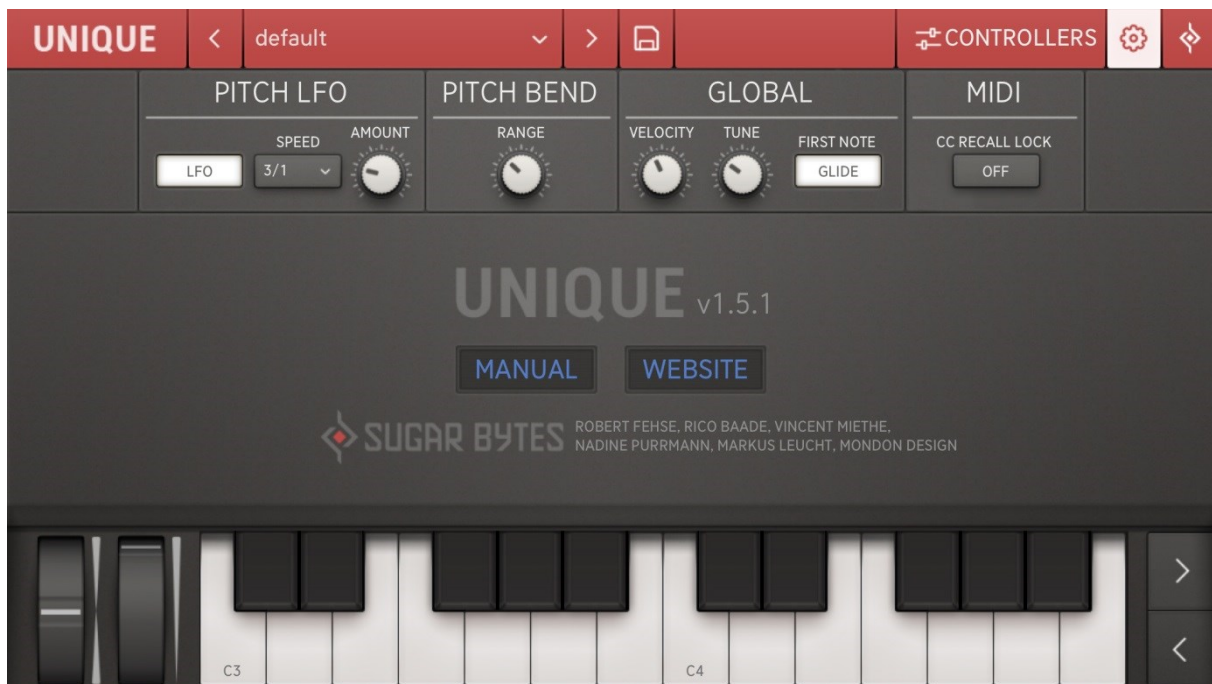 UNIQUE
default
CONTROLLERS
PITCH LFO
PITCH BEND
GLOBAL
MIDI
SPEED
AMOUNT
RANGE
VELOCITY
TUNE
FIRST NOTE
CC RECALL LOCK
LFO
3/1
GLIDE
OFF
UNIQUE v1.5.1
MANUAL
WEBSITE
SUGAR BYTES
ROBERT FEHSE, RICO BAADE, VINCENT MIETHE,
NADINE PURRMANN, MARKUS LEUCHT, MONDON DESIGN
C3
C4